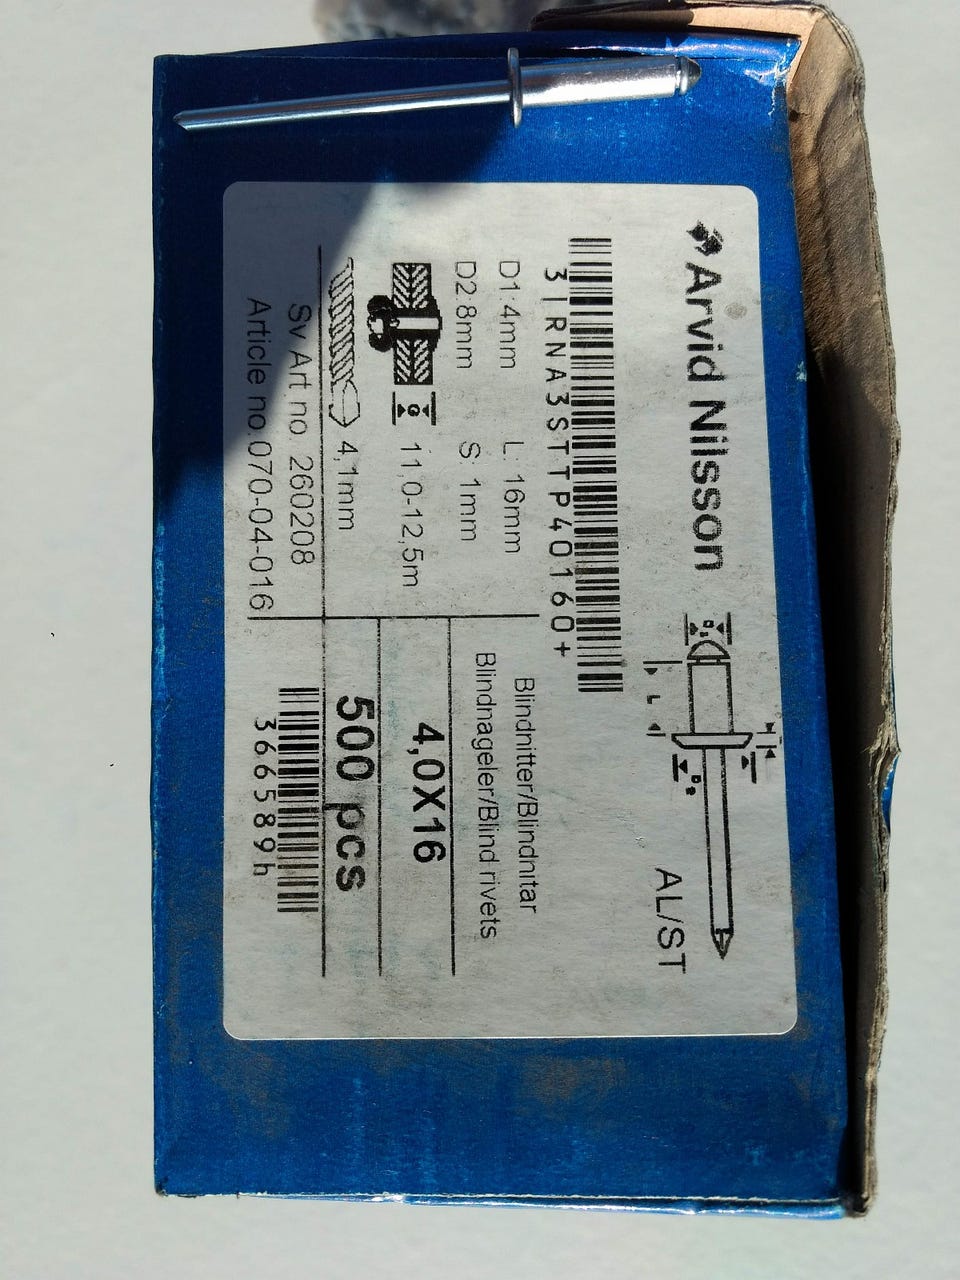 Arvid Nilsson
AL/ST
31RNA3STTP40160+
D1:4mm L: 16mm
D2:8mm S: 1mm
11,0-12,5m
4,1mm
Sv Art no. 260208
Article no.070-04-016
Blindnitter/Blindnitar
Blindnageler/Blind rivets
4,0X16
500 pcs
366589h